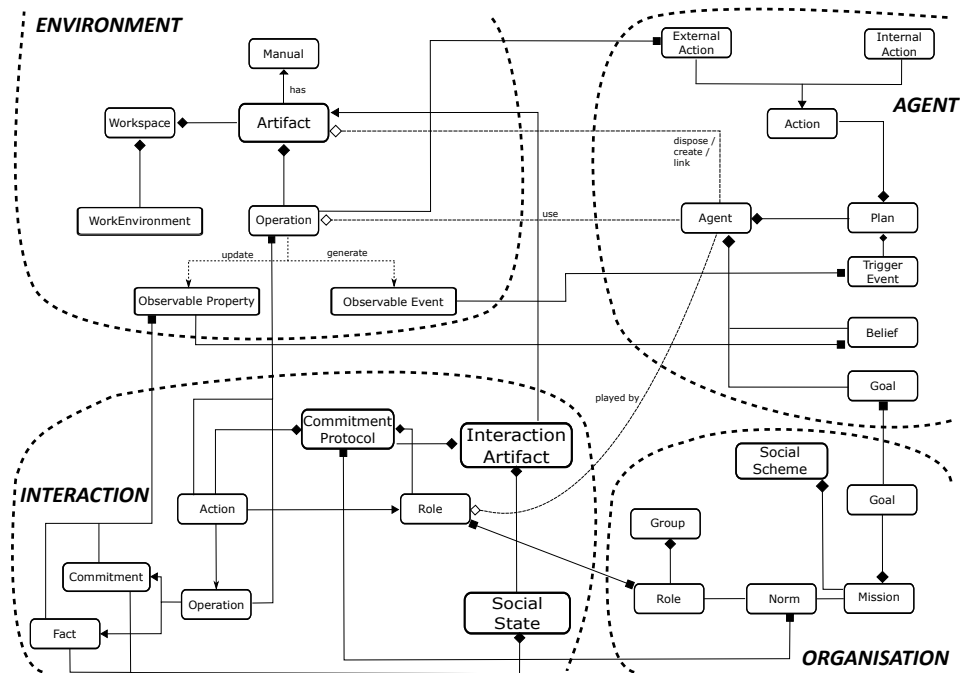 ENVIRONMENT
Manual
has
Workspace
Artifact
WorkEnvironment
Operation
update
generate
Observable Property
Observable Event
External
Action
Internal
Action
AGENT
Action
dispose /
create /
link
use
Agent
Plan
Trigger
Event
Belief
Goal
played by
INTERACTION
Commitment
Protocol
Interaction
Artifact
Action
Role
Commitment
Operation
Fact
Social
State
Social
Scheme
Goal
Group
Role
Norm
Mission
ORGANISATION